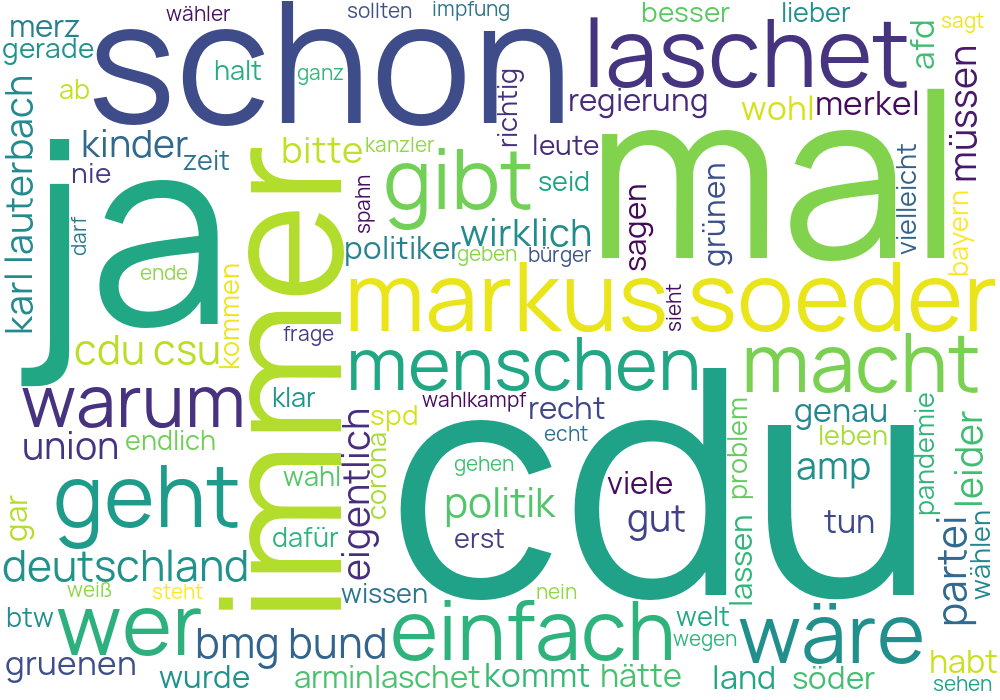 wähler
sollten
impfung
besser
lieber
sagt
merz
gerade
schon
laschet
afd
müssen
halt
ganz
ab
richtig
regierung
wohl
merkel
karl lauterbach
kinder
zeit
nie
bitte
kanzler
leute
mal
ja
immer
spahn
gibt
seid
sagen
grünen
vielleicht
bayern
darf
politiker
wirklich
geben
bürger
ende
kommen
markus soeder
sieht
frage
cdu csu
menschen
macht
warum
klar
wahlkampf
recht
spd
echt
cdu
problem
genau
leben
pandemie
leider
union
endlich
eigentlich
corona
wahl
gehen
viele
amp
geht
politik
gut
tun
gar
dafür
erst
lassen
partei
wählen
deutschland
weiß
steht
wissen
nein
btw
wer
bmg bund
einfach
welt
wegen
wäre
gruenen
wurde
arminlaschet
kommt
hätte
land
söder
habt
sehen